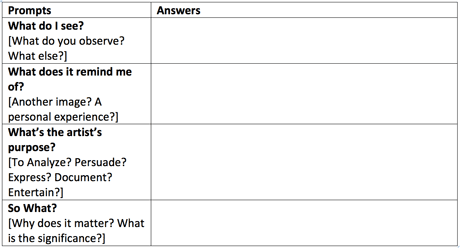 Prompts Answers
What do I see?
[What do you observe?
What else?]
What does it remind me
of?
[Another image? A
personal experience?]
What's the artist's
purpose?
[To Analyze? Persuade?
Express? Document?
Entertain?]
So What?
[Why does it matter? What
is the significance?]